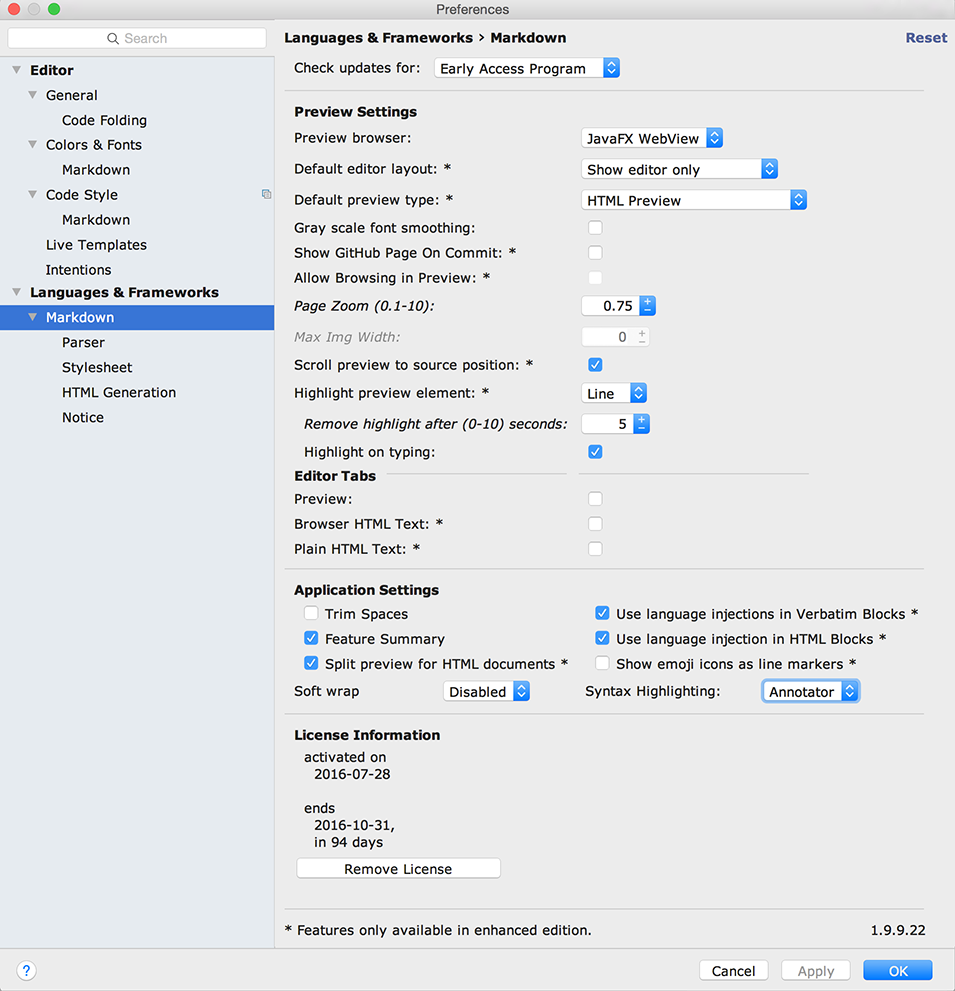 Preferences
Search
Editor
General
Code Folding
Colors & Fonts
Markdown
Code Style
Markdown
Live Templates
Intentions
Languages & Frameworks
Markdown
Parser
Stylesheet
HTML Generation
Notice
Languages & Frameworks › Markdown
Reset
Check updates for: Early Access Program
Preview Settings
Preview browser: JavaFX WebView
Default editor layout: * Show editor only
Default preview type: * HTML Preview
Gray scale font smoothing:
Show GitHub Page On Commit: *
Allow Browsing in Preview: *
Page Zoom (0.1-10): 0.75
Max Img Width: 0
Scroll preview to source position: *
Highlight preview element: * Line
Remove highlight after (0-10) seconds: 5
Highlight on typing:
Editor Tabs
Preview:
Browser HTML Text: *
Plain HTML Text: *
Application Settings
Trim Spaces Use language injections in Verbatim Blocks *
Feature Summary Use language injection in HTML Blocks *
Split preview for HTML documents * Show emoji icons as line markers *
Soft wrap Disabled Syntax Highlighting: Annotator
License Information
activated on
2016-07-28
ends
2016-10-31,
in 94 days
Remove License
* Features only available in enhanced edition. 1.9.9.22
? Cancel Apply OK